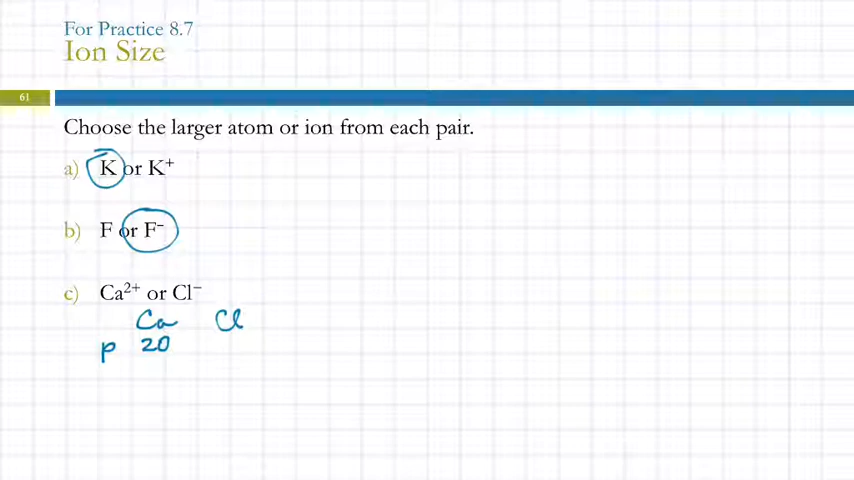 For Practice 8.7
Ion Size
61
Choose the larger atom or ion from each pair.
a) K or K⁺
b) F or F⁻
c) Ca²⁺ or Cl⁻
Ca Cl
p 20